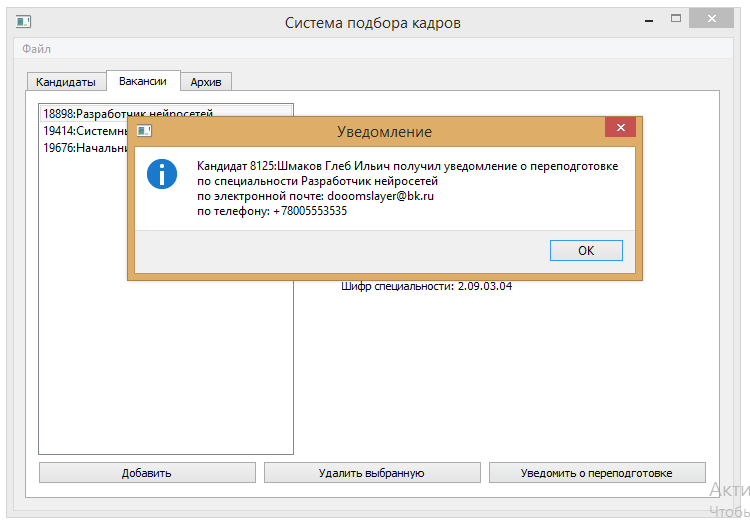 Система подбора кадров
Файл
Кандидаты
Вакансии
Архив
18898:Разработчик нейросетей
19414:Системн
19676:Начальни
Уведомление
Кандидат 8125:Шмаков Глеб Ильич получил уведомление о переподготовке
по специальности Разработчик нейросетей
по электронной почте: dooomslayer@bk.ru
по телефону: +78005553535
OK
Шифр специальности: 2.09.03.04
Добавить
Удалить выбранную
Уведомить о переподготовке
Акти
Чтобы